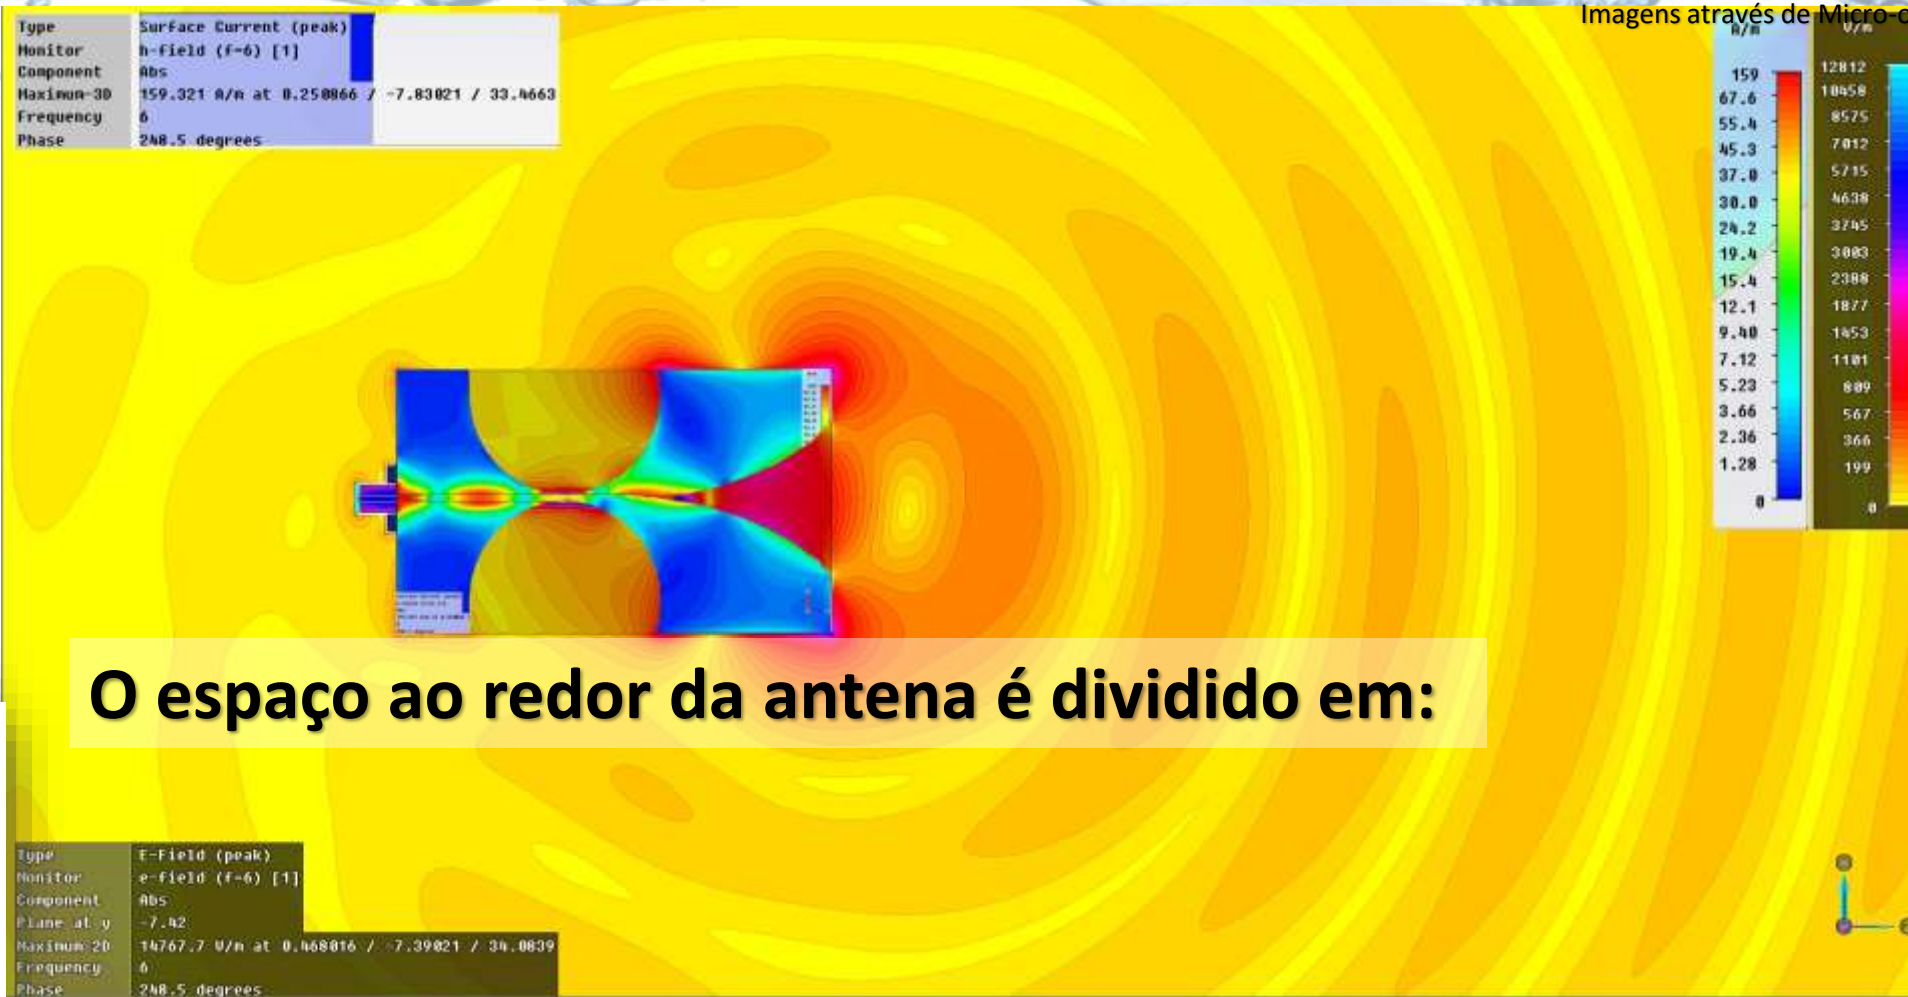 Imagens através de Micro-o
Type Surface Current (peak)
Monitor h-field (f=6) [1]
Component Abs
Maximum-3D 159.321 A/m at 0.250866 / -7.83021 / 33.4663
Frequency 6
Phase 248.5 degrees
A/m
159
67.6
55.4
45.3
37.0
30.0
24.2
19.4
15.4
12.1
9.40
7.12
5.23
3.66
2.36
1.28
0
V/m
12812
10458
8575
7012
5715
4638
3745
3003
2388
1877
1453
1101
809
567
366
199
0
O espaço ao redor da antena é dividido em:
Type E-Field (peak)
Monitor e-field (f=6) [1]
Component Abs
Plane at y -7.42
Maximum-2D 14767.7 V/m at 0.468016 / -7.39021 / 34.0839
Frequency 6
Phase 248.5 degrees